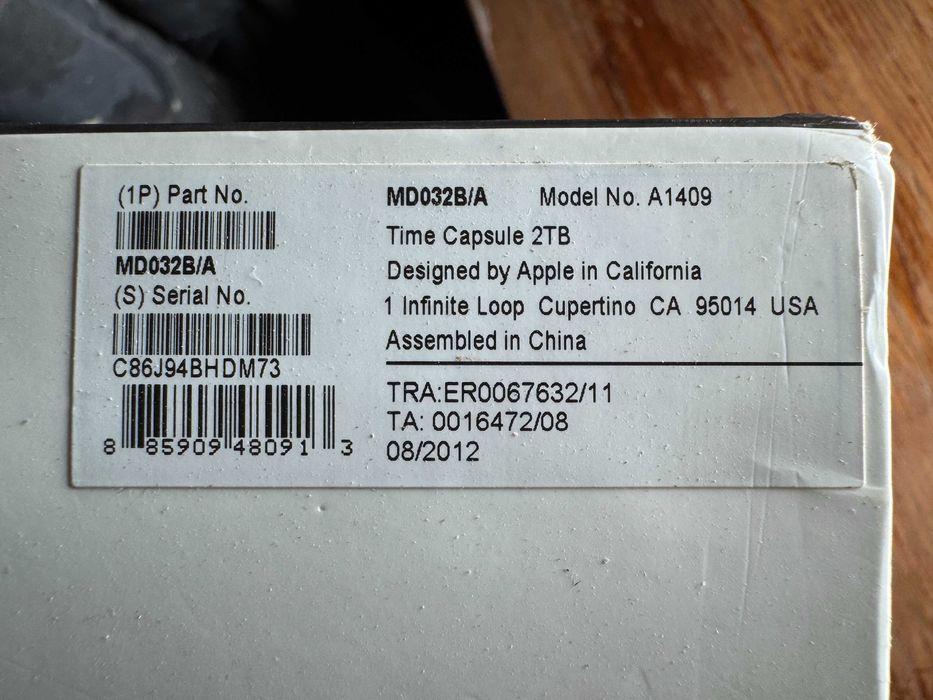 (1P) Part No.
MD032B/A
(S) Serial No.
C86J94BHDM73
8 85909 48091 3
MD032B/A Model No. A1409
Time Capsule 2TB
Designed by Apple in California
1 Infinite Loop Cupertino CA 95014 USA
Assembled in China
TRA:ER0067632/11
TA: 0016472/08
08/2012